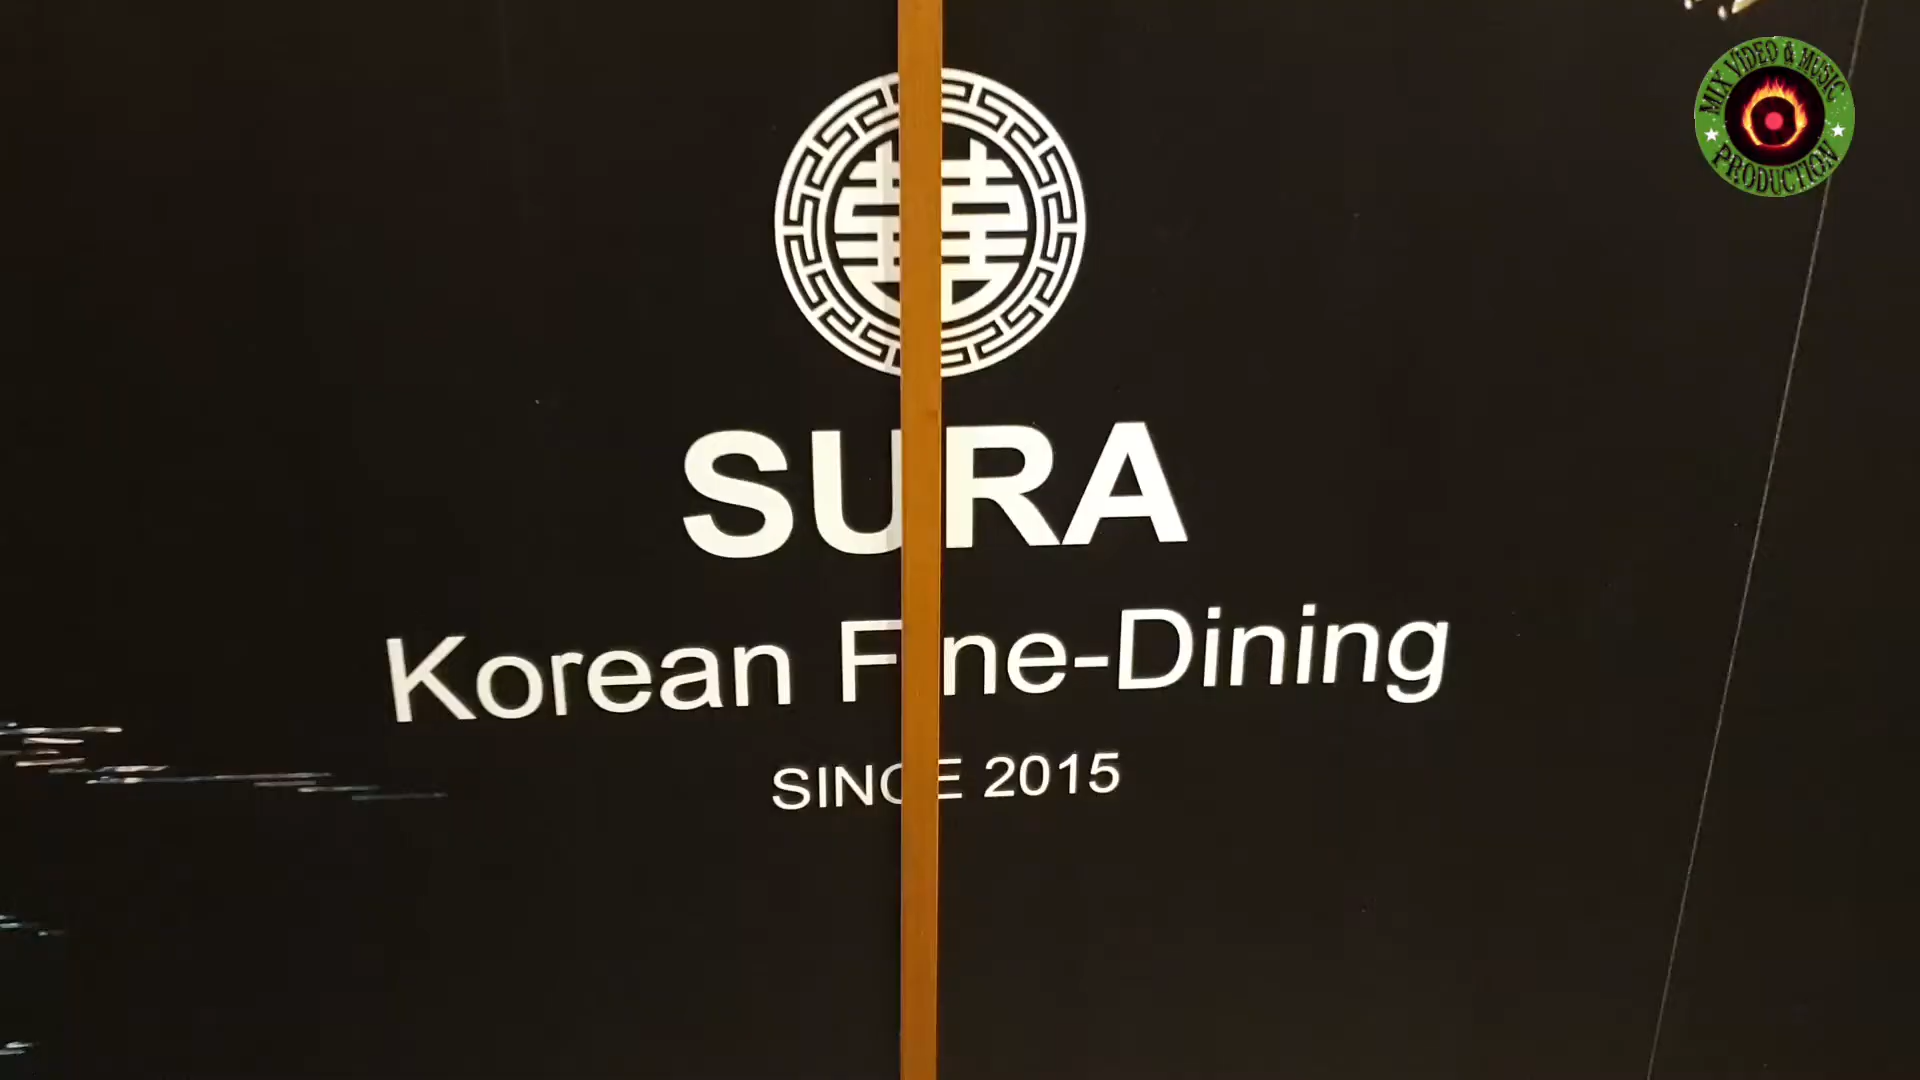 MIX VIDEO & MUSIC
PRODUCTION
SURA
Korean Fine-Dining
SINCE 2015